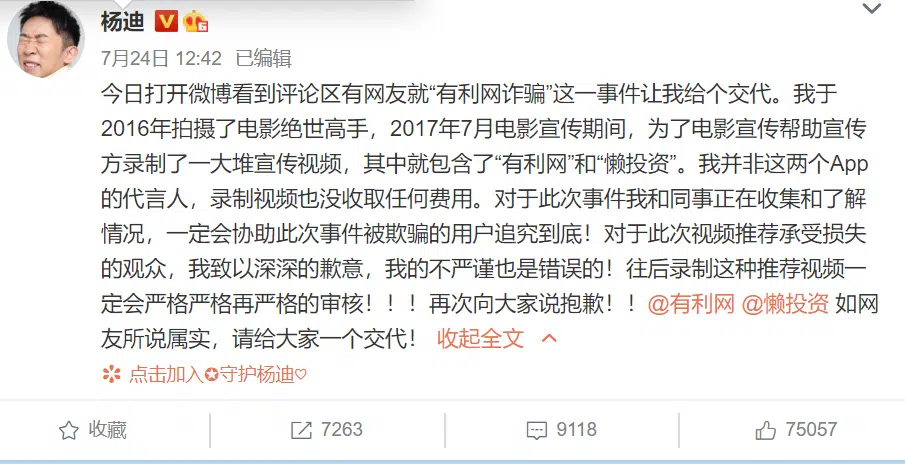 杨迪
7月24日 12:42 已编辑
今日打开微博看到评论区有网友就“有利网诈骗”这一事件让我给个交代。我于
2016年拍摄了电影绝世高手，2017年7月电影宣传期间，为了电影宣传帮助宣传
方录制了一大堆宣传视频，其中就包含了“有利网”和“懒投资”。我并非这两个App
的代言人，录制视频也没收取任何费用。对于此次事件我和同事正在收集和了解
情况，一定会协助此次事件被欺骗的用户追究到底！对于此次视频推荐承受损失
的观众，我致以深深的歉意，我的不严谨也是错误的！往后录制这种推荐视频一
定会严格严格再严格的审核！！！再次向大家说抱歉！！@有利网 @懒投资 如网
友所说属实，请给大家一个交代！ 收起全文
点击加入✪守护杨迪♡
收藏 7263 9118 75057